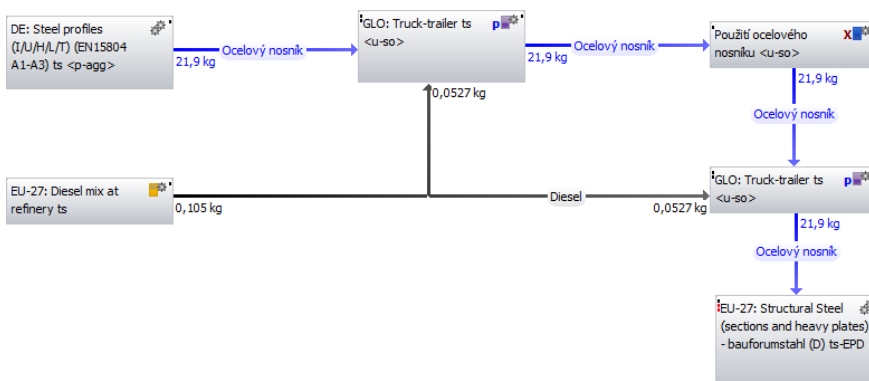 DE: Steel profiles
(I/U/H/L/T) (EN15804
A1-A3) ts <p-agg>
21,9 kg
Ocelový nosník
GLO: Truck-trailer ts
<u-so>
p
21,9 kg
Ocelový nosník
Použití ocelového
nosníku <u-so>
X
21,9 kg
Ocelový nosník
0,0527 kg
EU-27: Diesel mix at
refinery ts
0,105 kg
Diesel
0,0527 kg
GLO: Truck-trailer ts
<u-so>
p
21,9 kg
Ocelový nosník
EU-27: Structural Steel
(sections and heavy plates)
- bauforumstahl (D) ts-EPD